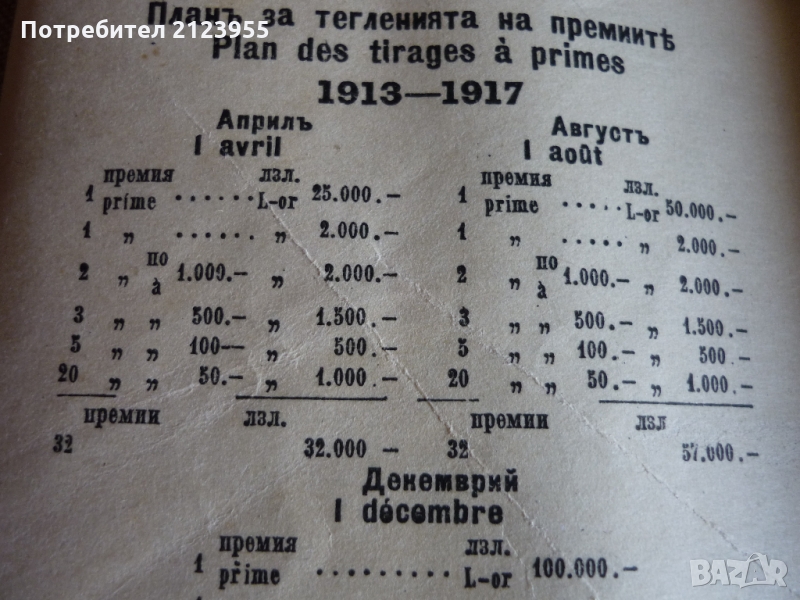 Потребител 2123955
Планъ за тегленията на премиитѣ
Plan des tirages à primes
1913—1917
Априлъ
1 avril
премия лзл.
1 prime ...... L-or 25.000.-
1 „ ...... „ 2.000.-
2 „ по à 1.000.- „ 2.000.-
3 „ „ 500.- „ 1.500.-
5 „ „ 100-- „ 500.-
20 „ „ 50.- „ 1.000.-
премии лзл.
32 32.000 -
Августъ
1 août
премия лзл.
1 prime ..... L-or 50.000.-
1 „ ..... „ 2.000.-
2 „ по à 1.000.- „ 2.000.-
3 „ „ 500.- „ 1.500.-
5 „ „ 100.- „ 500.-
20 „ „ 50.- „ 1.000.-
премии лзл
32 57.000.-
Декемврий
1 décembre
премия лзл.
1 prime ......... L-or 100.000.-
BAZAR